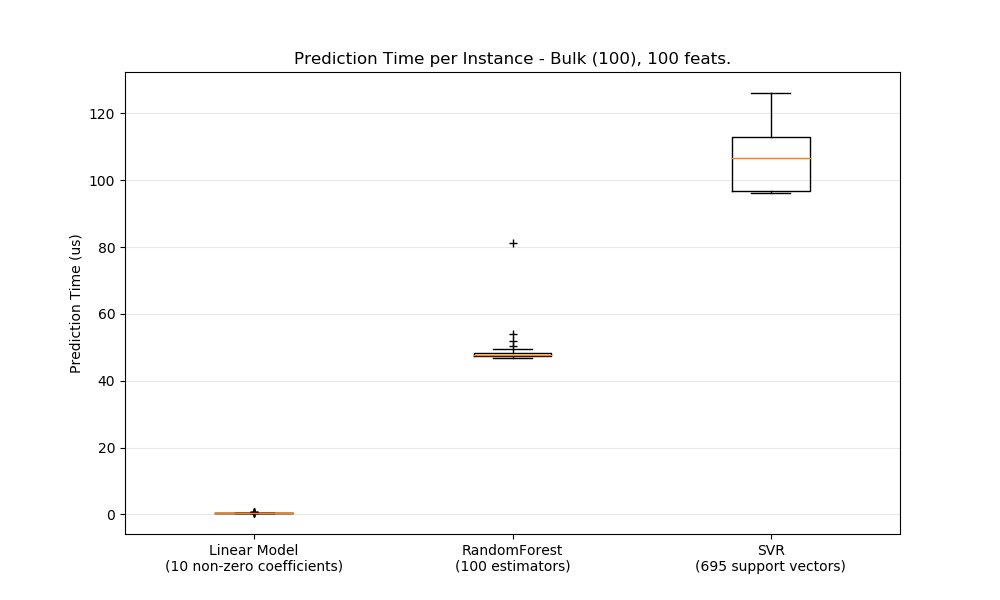 Prediction Time per Instance - Bulk (100), 100 feats.
Prediction Time (us)
120
100
80
60
40
20
0
Linear Model
(10 non-zero coefficients)
RandomForest
(100 estimators)
SVR
(695 support vectors)